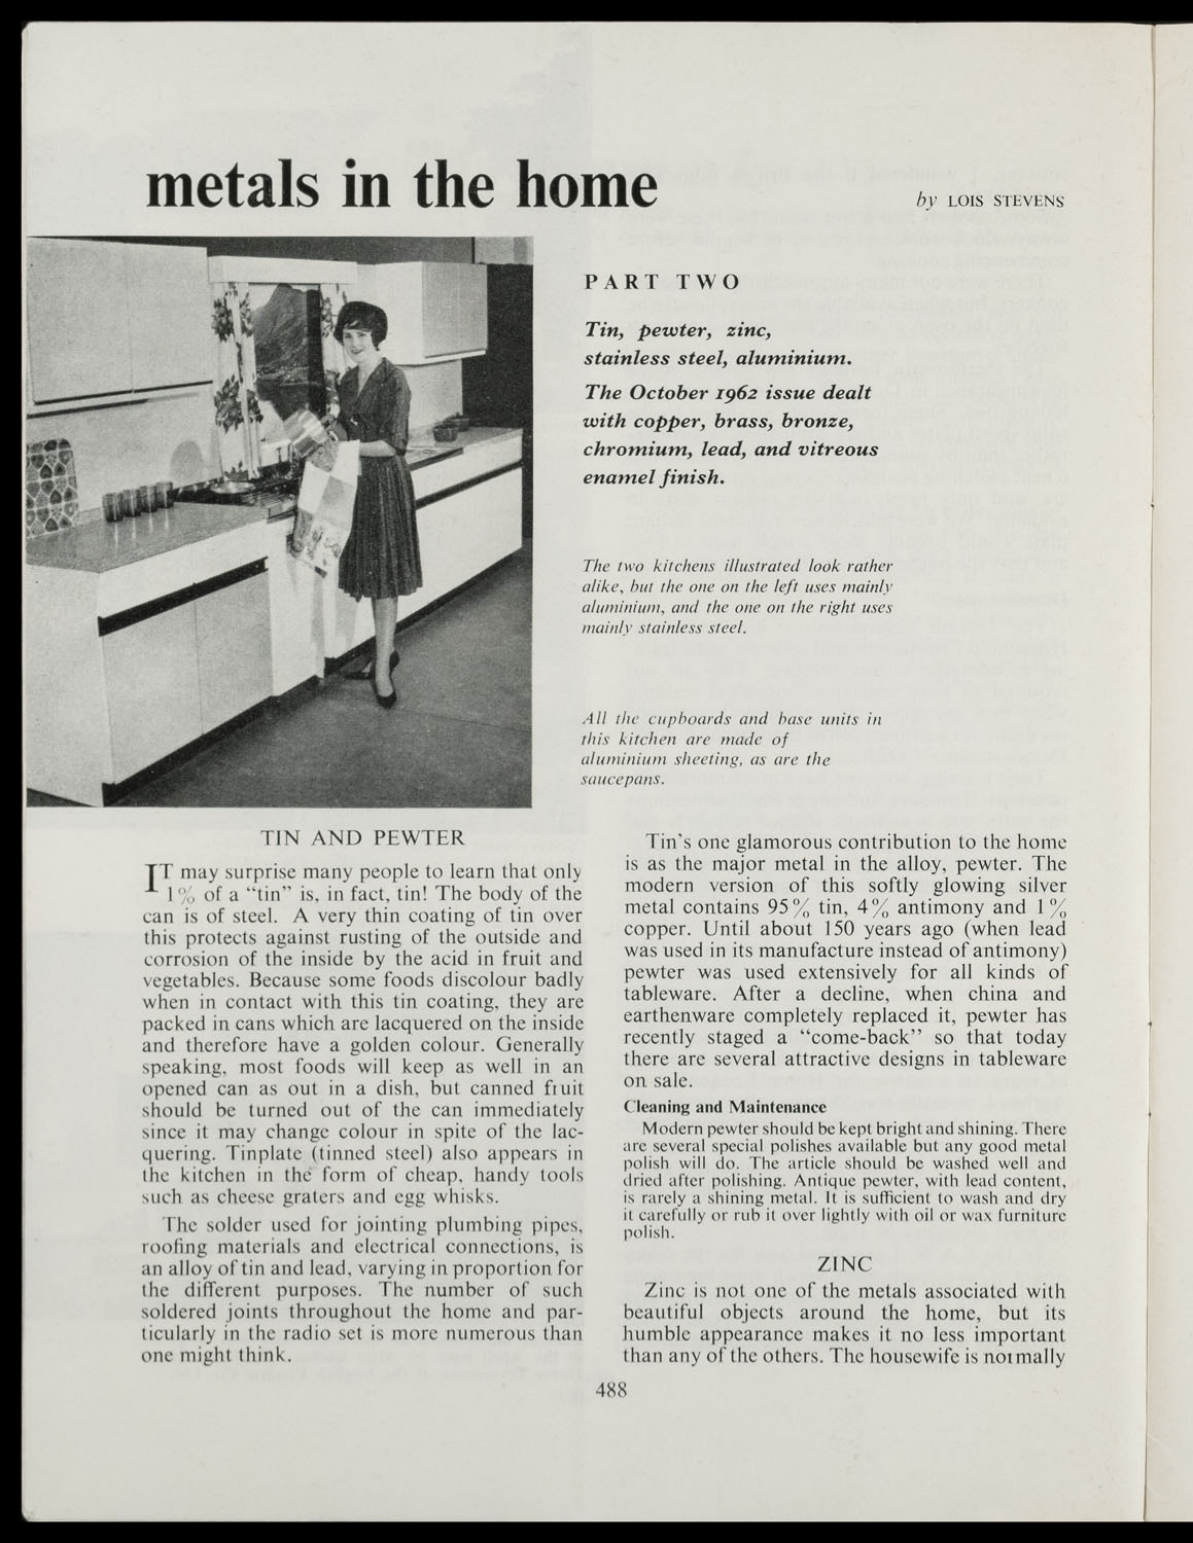 metals in the home
by LOIS STEVENS
PART TWO
Tin, pewter, zinc,
stainless steel, aluminium.
The October 1962 issue dealt
with copper, brass, bronze,
chromium, lead, and vitreous
enamel finish.
The two kitchens illustrated look rather
alike, but the one on the left uses mainly
aluminium, and the one on the right uses
mainly stainless steel.
All the cupboards and base units in
this kitchen are made of
aluminium sheeting, as are the
saucepans.
TIN AND PEWTER
IT may surprise many people to learn that only
1% of a “tin” is, in fact, tin! The body of the
can is of steel. A very thin coating of tin over
this protects against rusting of the outside and
corrosion of the inside by the acid in fruit and
vegetables. Because some foods discolour badly
when in contact with this tin coating, they are
packed in cans which are lacquered on the inside
and therefore have a golden colour. Generally
speaking, most foods will keep as well in an
opened can as out in a dish, but canned fruit
should be turned out of the can immediately
since it may change colour in spite of the lac-
quering. Tinplate (tinned steel) also appears in
the kitchen in the form of cheap, handy tools
such as cheese graters and egg whisks.
The solder used for jointing plumbing pipes,
roofing materials and electrical connections, is
an alloy of tin and lead, varying in proportion for
the different purposes. The number of such
soldered joints throughout the home and par-
ticularly in the radio set is more numerous than
one might think.
Tin's one glamorous contribution to the home
is as the major metal in the alloy, pewter. The
modern version of this softly glowing silver
metal contains 95% tin, 4% antimony and 1%
copper. Until about 150 years ago (when lead
was used in its manufacture instead of antimony)
pewter was used extensively for all kinds of
tableware. After a decline, when china and
earthenware completely replaced it, pewter has
recently staged a “come-back” so that today
there are several attractive designs in tableware
on sale.
Cleaning and Maintenance
Modern pewter should be kept bright and shining. There
are several special polishes available but any good metal
polish will do. The article should be washed well and
dried after polishing. Antique pewter, with lead content,
is rarely a shining metal. It is sufficient to wash and dry
it carefully or rub it over lightly with oil or wax furniture
polish.
ZINC
Zinc is not one of the metals associated with
beautiful objects around the home, but its
humble appearance makes it no less important
than any of the others. The housewife is normally
488